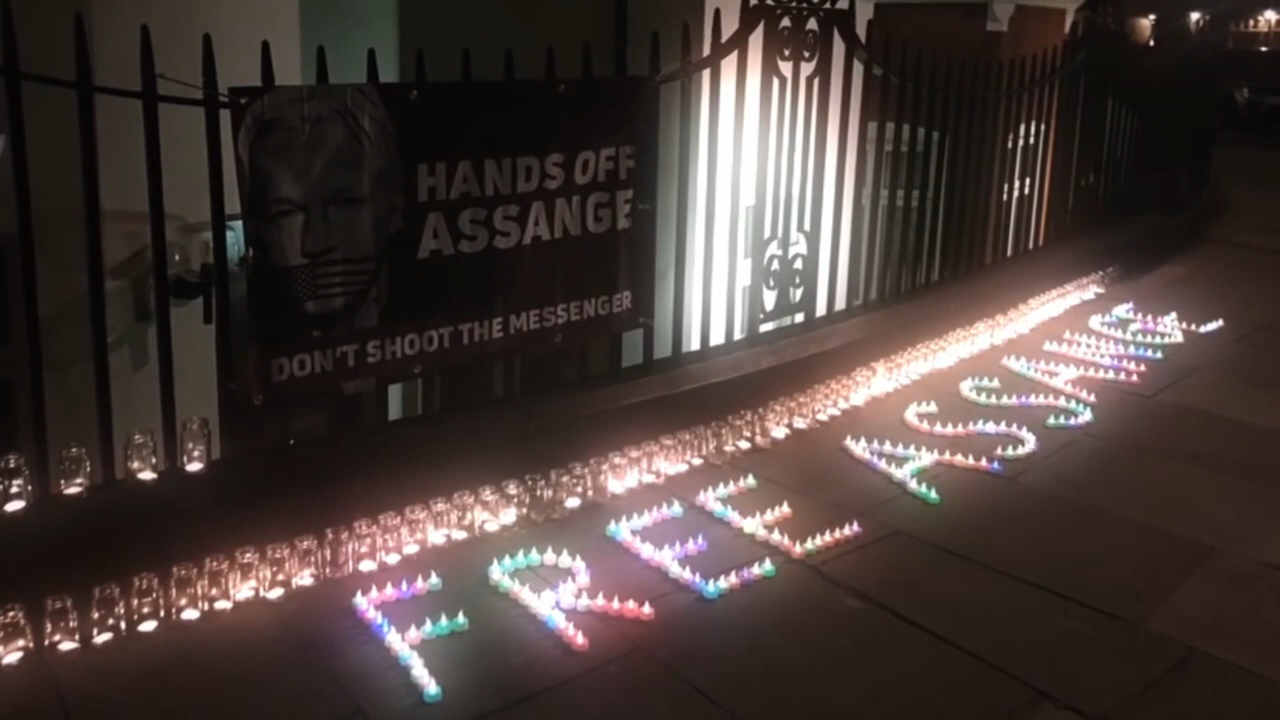 HANDS OFF
ASSANGE
DON'T SHOOT THE MESSENGER
FREE ASSANGE